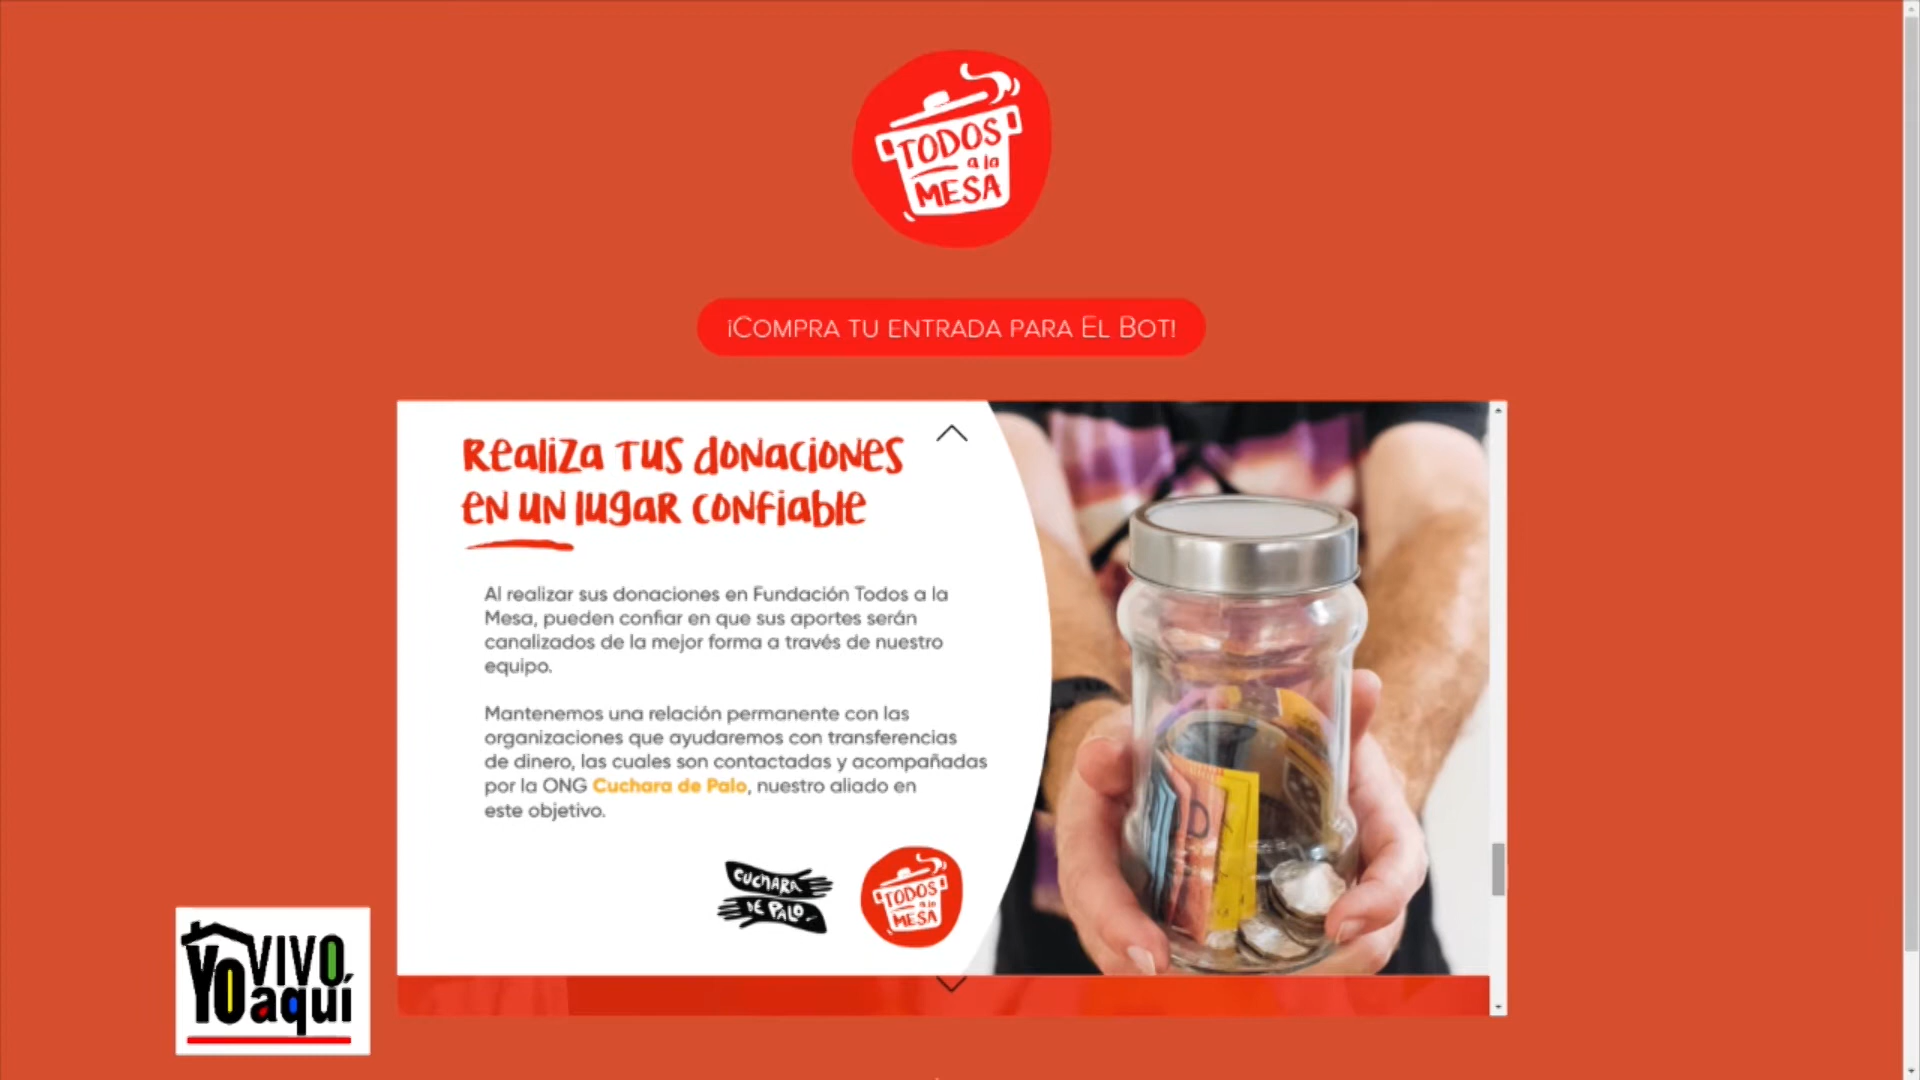 TODOS
a la
MESA
¡COMPRA TU ENTRADA PARA EL BOT!
Realiza tus donaciones
en un lugar confiable
Al realizar sus donaciones en Fundación Todos a la
Mesa, pueden confiar en que sus aportes serán
canalizados de la mejor forma a través de nuestro
equipo.
Mantenemos una relación permanente con las
organizaciones que ayudaremos con transferencias
de dinero, las cuales son contactadas y acompañadas
por la ONG Cuchara de Palo, nuestro aliado en
este objetivo.
CUCHARA
DE PALO
TODOS
a la
MESA
YO VIVO
aquí